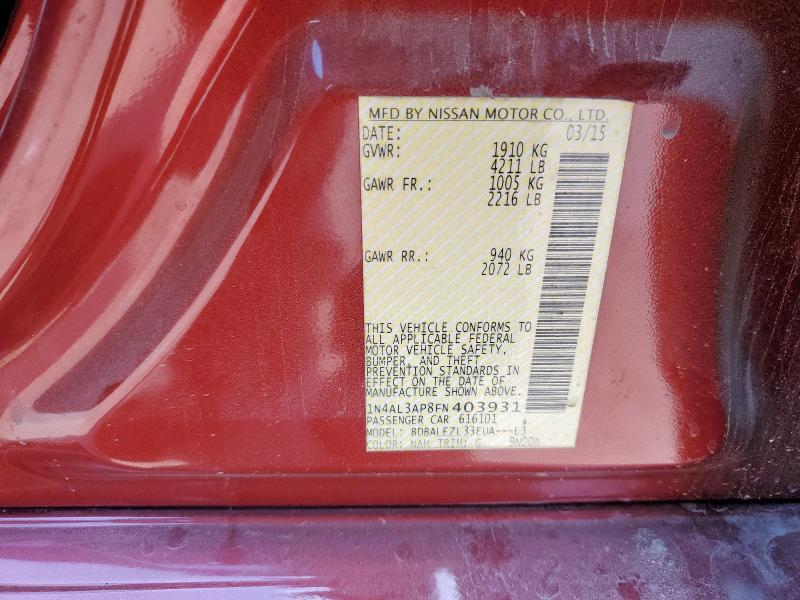 MFD BY NISSAN MOTOR CO., LTD.
DATE: 03/15
GVWR: 1910 KG
4211 LB
GAWR FR.: 1005 KG
2216 LB
GAWR RR.: 940 KG
2072 LB
THIS VEHICLE CONFORMS TO
ALL APPLICABLE FEDERAL
MOTOR VEHICLE SAFETY,
BUMPER, AND THEFT
PREVENTION STANDARDS IN
EFFECT ON THE DATE OF
MANUFACTURE SHOWN ABOVE.
1N4AL3AP8FN403931
PASSENGER CAR 616101
MODEL:
COLOR: NAH TRIM: G